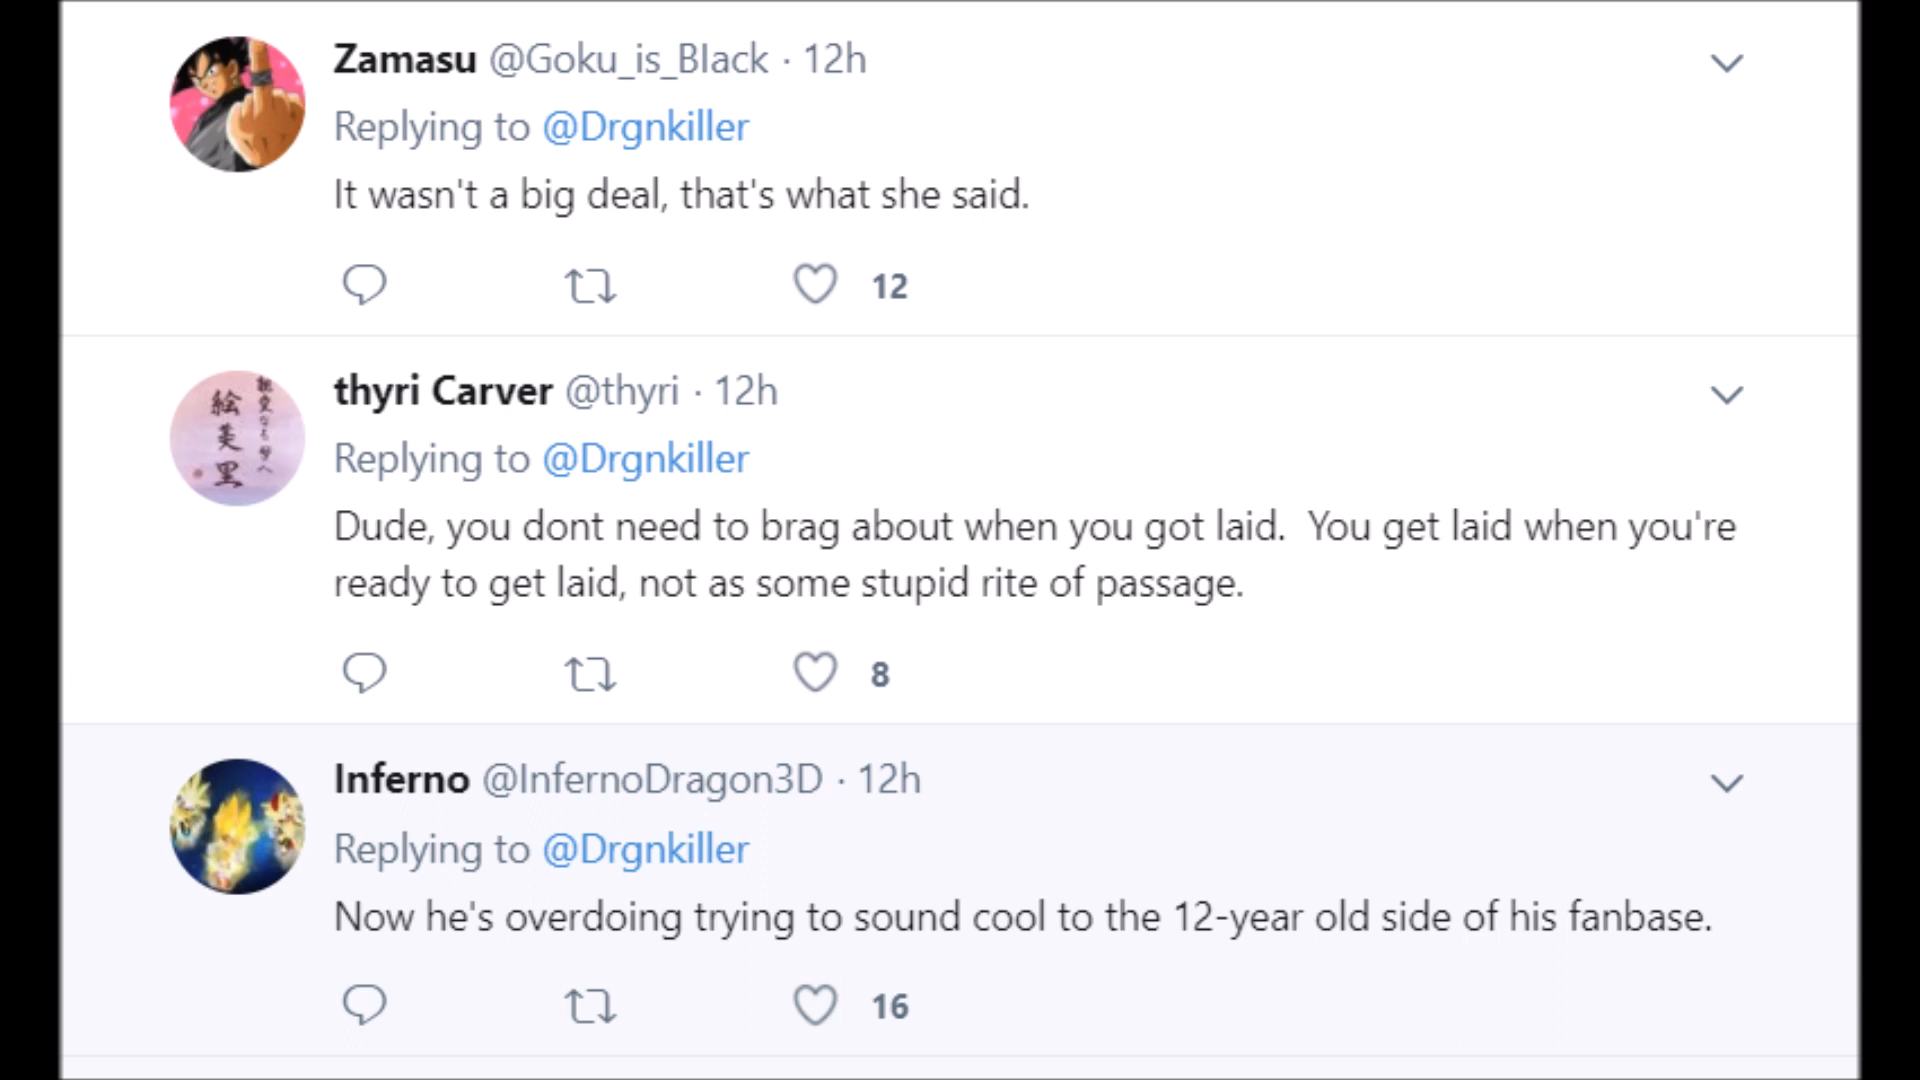 Zamasu @Goku_is_Black · 12h
Replying to @Drgnkiller
It wasn't a big deal, that's what she said.
12
thyri Carver @thyri · 12h
Replying to @Drgnkiller
Dude, you dont need to brag about when you got laid.  You get laid when you're
ready to get laid, not as some stupid rite of passage.
8
Inferno @InfernoDragon3D · 12h
Replying to @Drgnkiller
Now he's overdoing trying to sound cool to the 12-year old side of his fanbase.
16